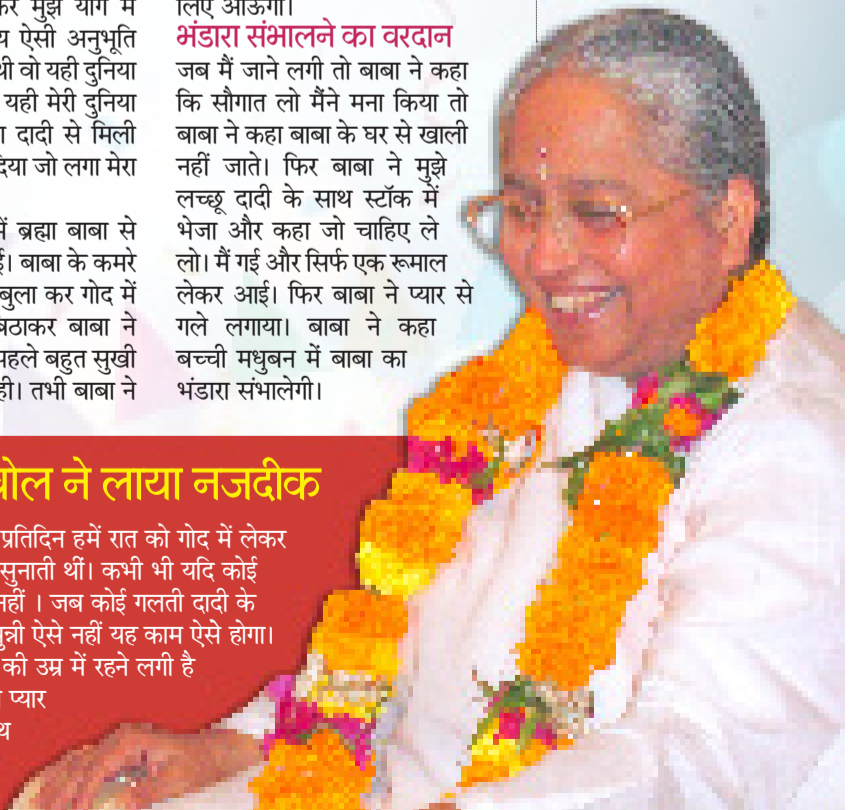 मुझे योग में
य ऐसी अनुभूति
थी वो यही दुनिया
यही मेरी दुनिया
दादी से मिली
दिया जो लगा मेरा
में ब्रह्मा बाबा से
बाबा के कमरे
बुला कर गोद में
बैठाकर बाबा ने
पहले बहुत सुखी
ही। तभी बाबा ने
लिए आऊंगी।
भंडारा संभालने का वरदान
जब मैं जाने लगी तो बाबा ने कहा
कि सौगात लो मैंने मना किया तो
बाबा ने कहा बाबा के घर से खाली
नहीं जाते। फिर बाबा ने मुझे
लच्छू दादी के साथ स्टॉक में
भेजा और कहा जो चाहिए ले
लो। मैं गई और सिर्फ एक रूमाल
लेकर आई। फिर बाबा ने प्यार से
गले लगाया। बाबा ने कहा
बच्ची मधुबन में बाबा का
भंडारा संभालेगी।
बोल ने लाया नजदीक
प्रतिदिन हमें रात को गोद में लेकर
सुनाती थीं। कभी भी यदि कोई
नहीं । जब कोई गलती दादी के
मुन्नी ऐसे नहीं यह काम ऐसे होगा।
की उम्र में रहने लगी है
प्यार